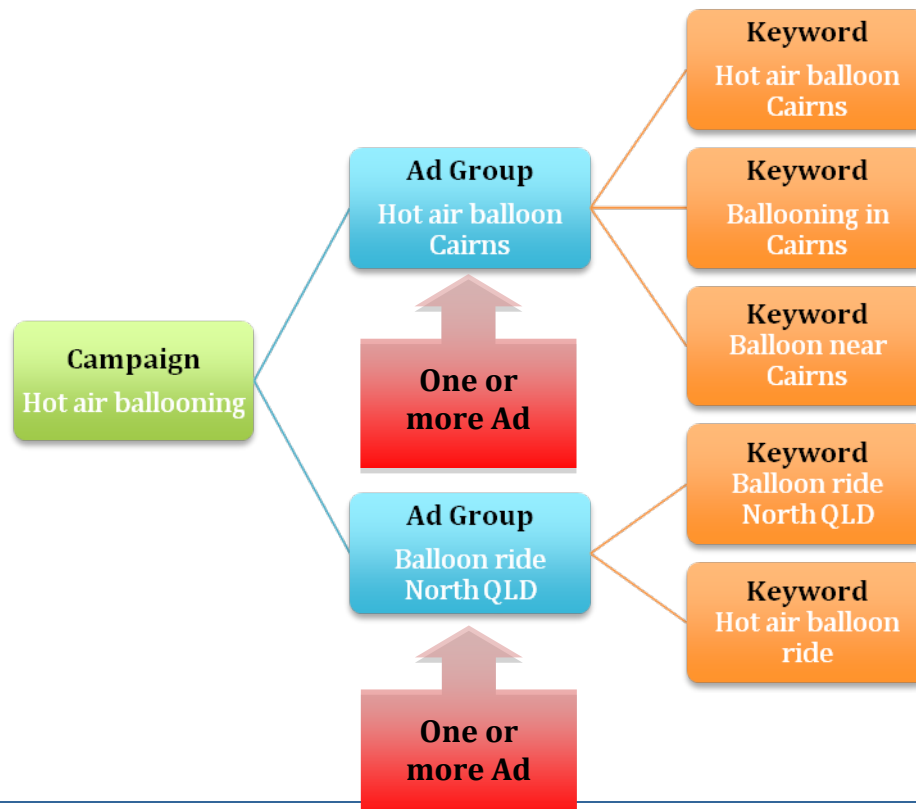 Campaign
Hot air ballooning
Ad Group
Hot air balloon
Cairns
One or
more Ad
Ad Group
Balloon ride
North QLD
One or
more Ad
Keyword
Hot air balloon
Cairns
Keyword
Ballooning in
Cairns
Keyword
Balloon near
Cairns
Keyword
Balloon ride
North QLD
Keyword
Hot air balloon
ride